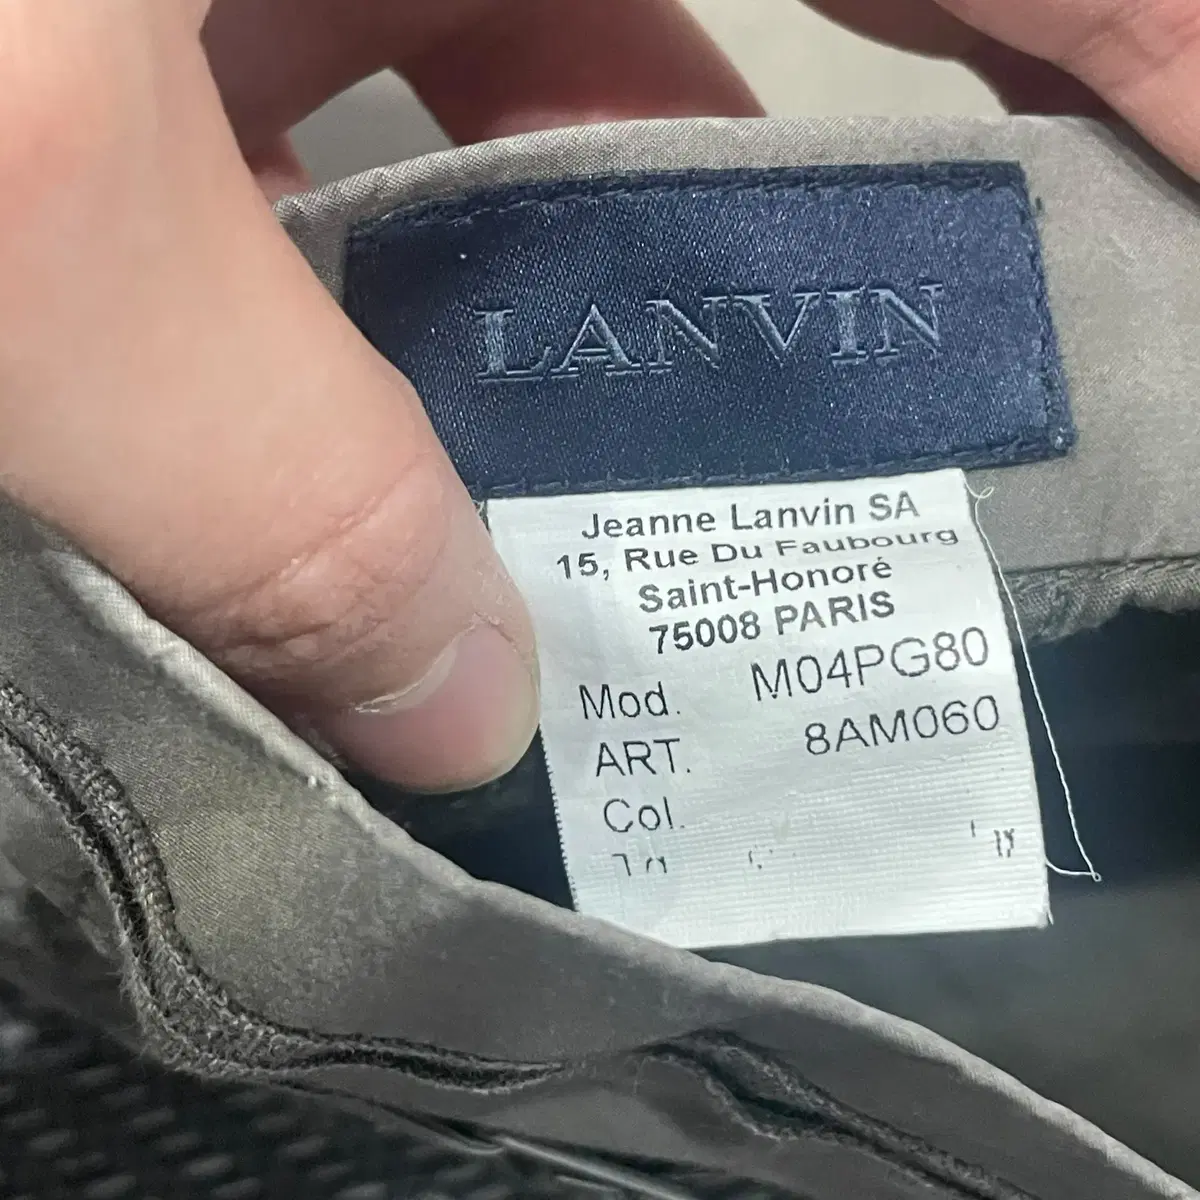 LANVIN
Jeanne Lanvin SA
15, Rue Du Faubourg
Saint-Honoré
75008 PARIS
Mod. M04PG80
ART. 8AM060
Col.